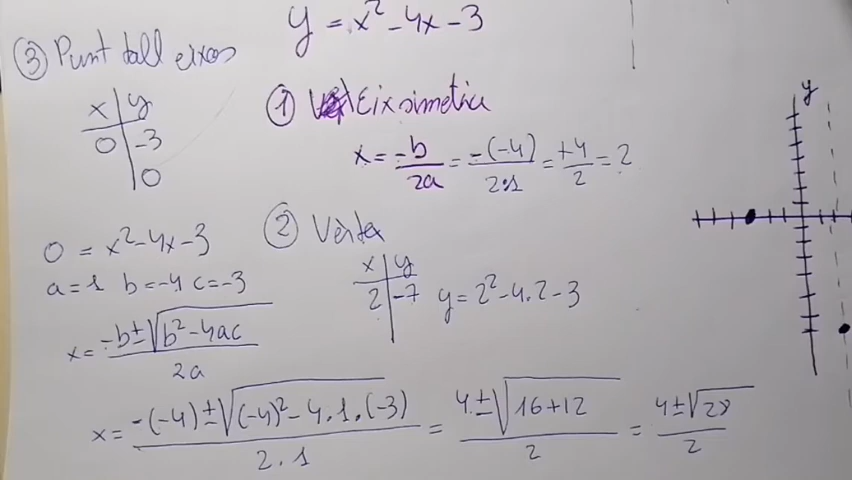 y = x² - 4x - 3
③ Punt tall eixos
x | y
0 | -3
  | 0
① Eix simetria
x = -b/2a = -(-4)/2·1 = +4/2 = 2
② Vèrtex
x | y
2 | -7
y = 2² - 4·2 - 3
0 = x² - 4x - 3
a = 1 b = -4 c = -3
x = (-b ± √(b² - 4ac))/2a
x = (-(-4) ± √((-4)² - 4·1·(-3)))/2·1 = (4 ± √(16+12))/2 = (4 ± √28)/2
y